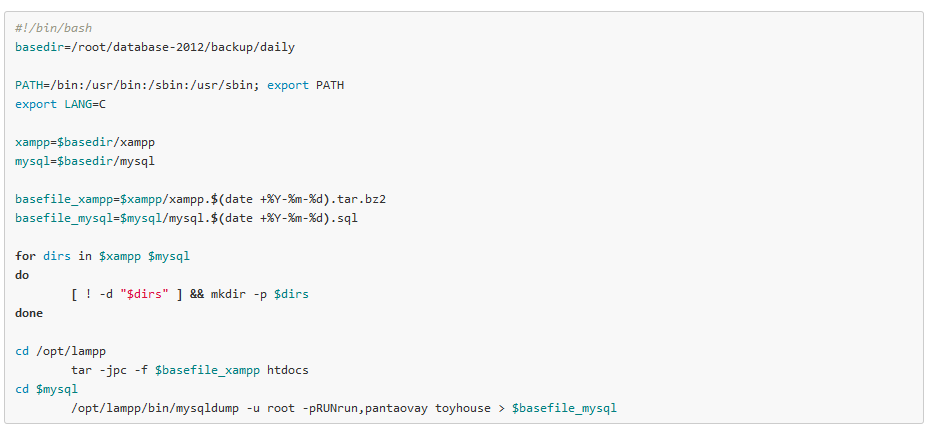 #!/bin/bash
basedir=/root/database-2012/backup/daily
PATH=/bin:/usr/bin:/sbin:/usr/sbin; export PATH
export LANG=C
xampp=$basedir/xampp
mysql=$basedir/mysql
basefile_xampp=$xampp/xampp.$(date +%Y-%m-%d).tar.bz2
basefile_mysql=$mysql/mysql.$(date +%Y-%m-%d).sql
for dirs in $xampp $mysql
do
        [ ! -d "$dirs" ] && mkdir -p $dirs
done
cd /opt/lampp
        tar -jpc -f $basefile_xampp htdocs
cd $mysql
        /opt/lampp/bin/mysqldump -u root -pRUNrun,pantaovay toyhouse > $basefile_mysql